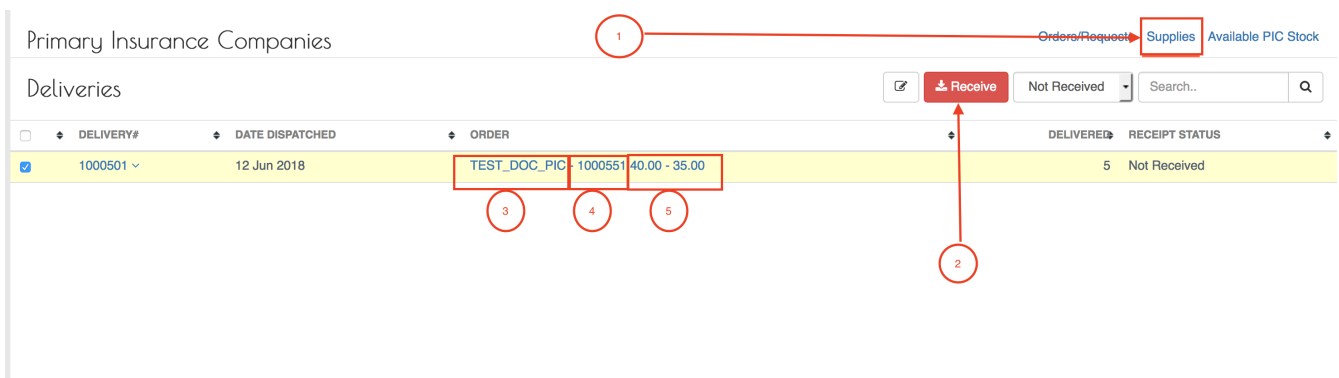 Primary Insurance Companies
1
Orders/Requests Supplies Available PIC Stock
Deliveries
Receive Not Received Search..
DELIVERY# DATE DISPATCHED ORDER DELIVERED RECEIPT STATUS
1000501 12 Jun 2018 TEST_DOC_PIC - 1000551 40.00 - 35.00 5 Not Received
3 4 5
2